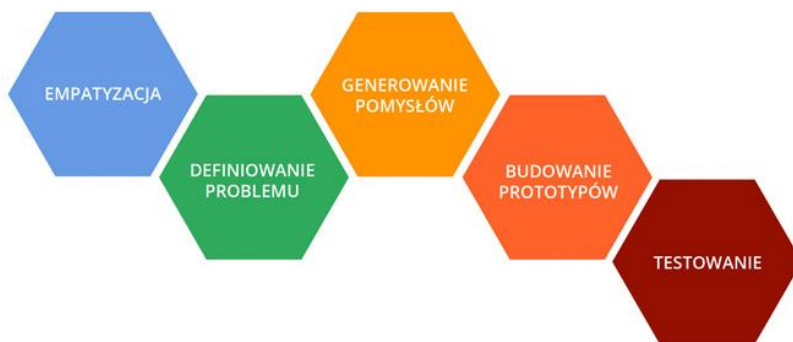 EMPATYZACJA
DEFINIOWANIE
PROBLEMU
GENEROWANIE
POMYSŁÓW
BUDOWANIE
PROTOTYPÓW
TESTOWANIE